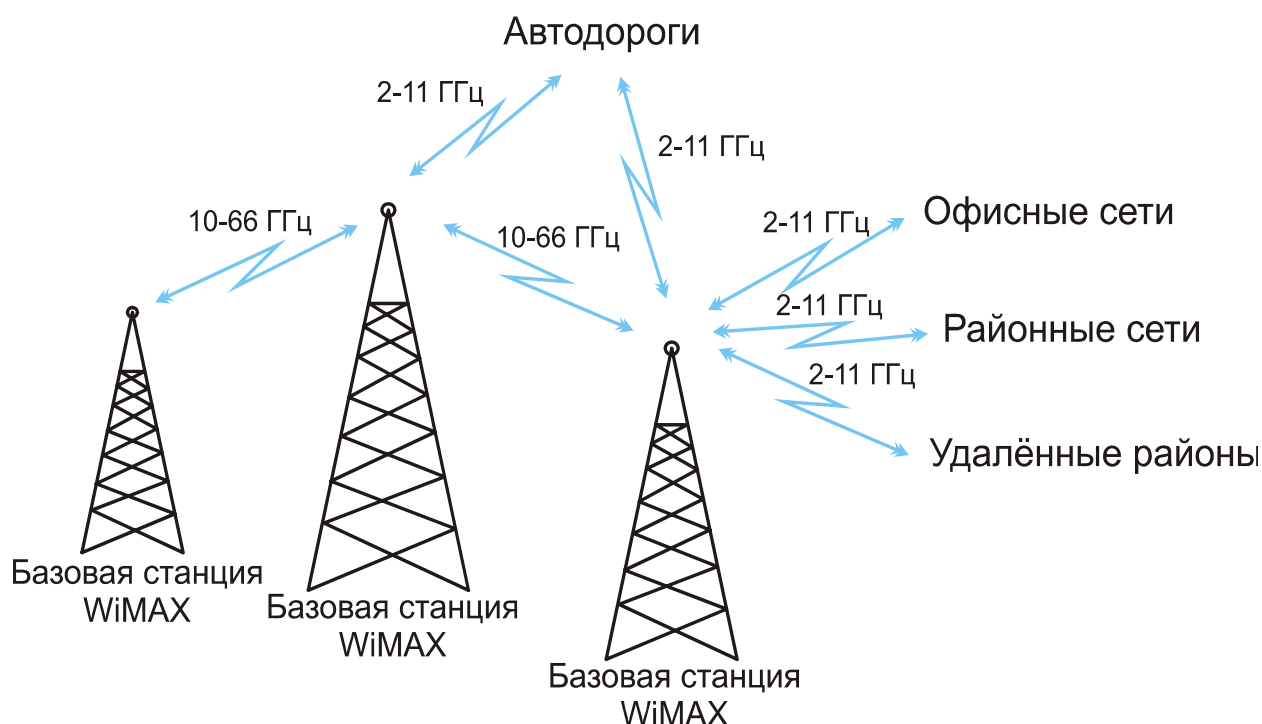 Автодороги
2-11 ГГц
2-11 ГГц
10-66 ГГц
10-66 ГГц
2-11 ГГц
Офисные сети
2-11 ГГц
Районные сети
2-11 ГГц
Удалённые районы
Базовая станция
WiMAX
Базовая станция
WiMAX
Базовая станция
WiMAX